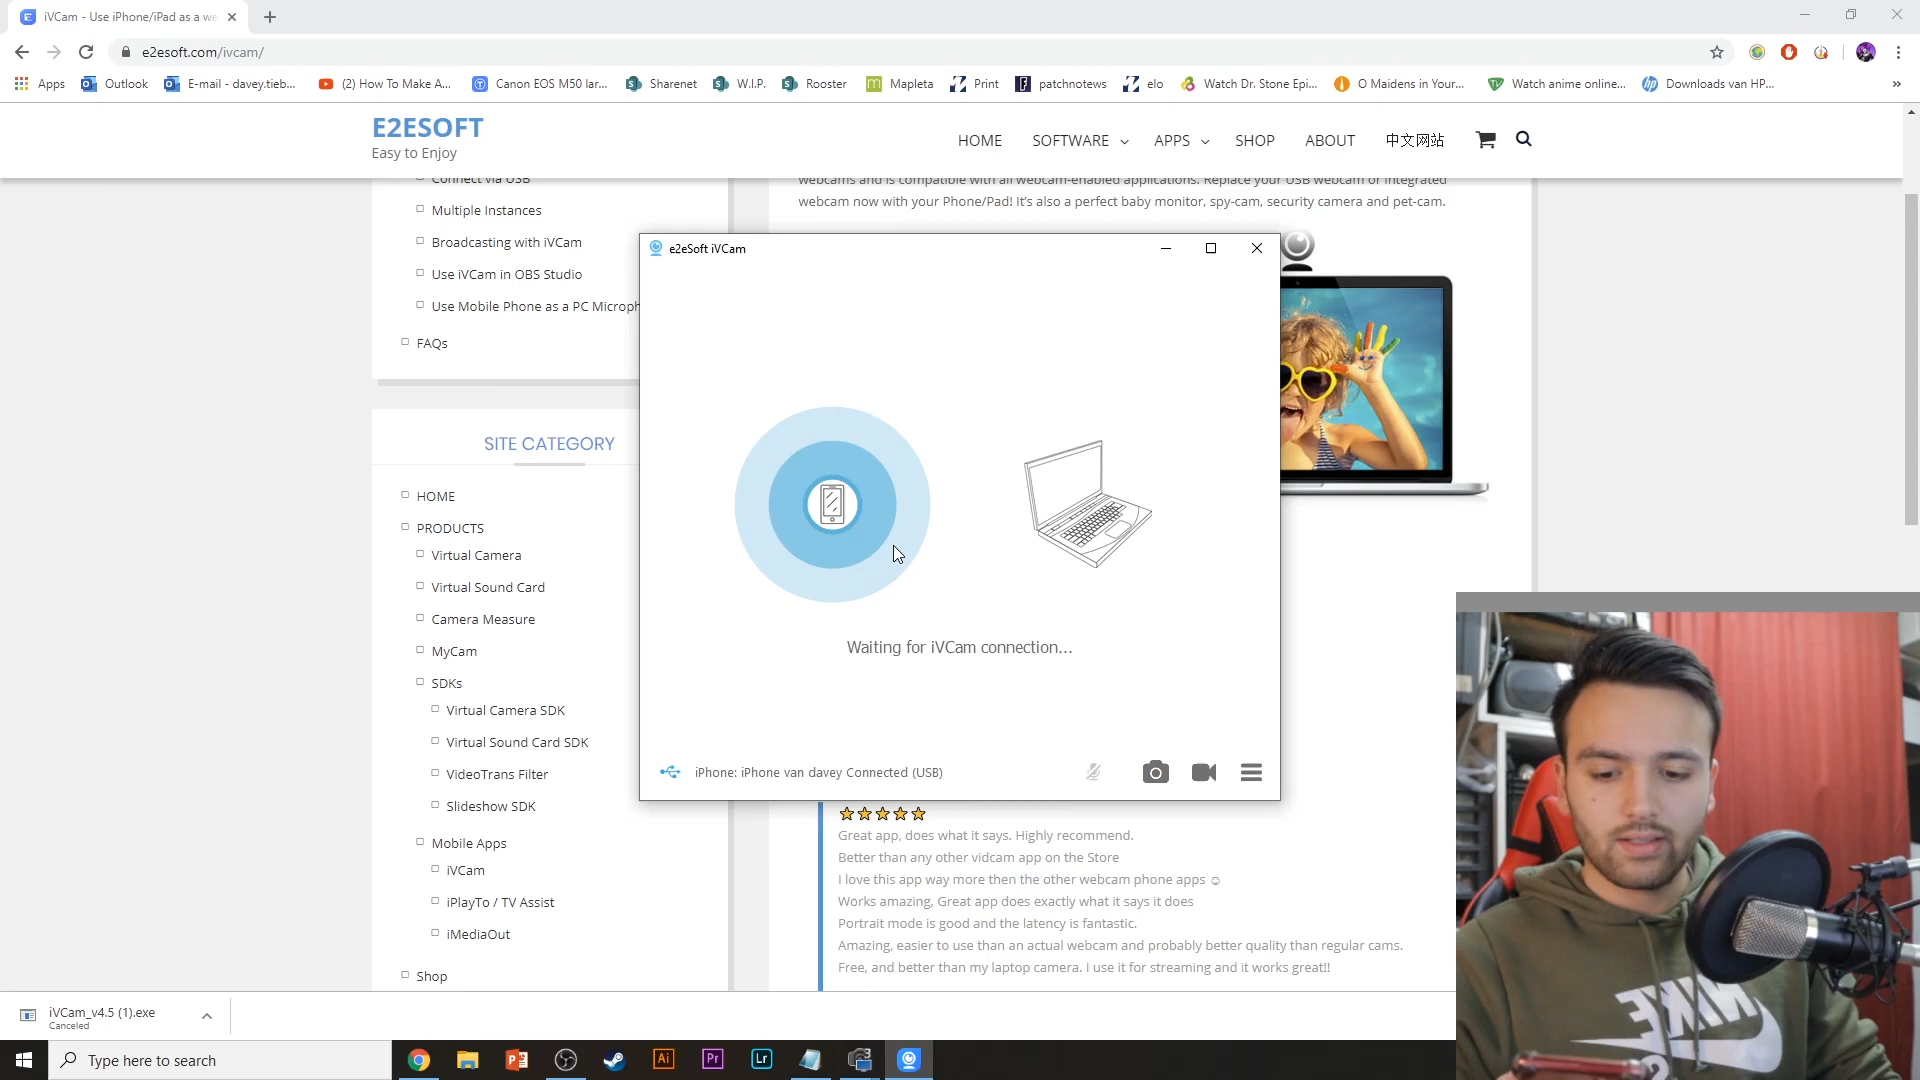 iVCam - Use iPhone/iPad as a we
e2esoft.com/ivcam/
Apps
Outlook
E-mail - davey.tieb...
(2) How To Make A...
Canon EOS M50 lar...
Sharenet
W.I.P.
Rooster
Mapleta
Print
patchnotews
elo
Watch Dr. Stone Epi...
O Maidens in Your...
Watch anime online...
Downloads van HP...
»
E2ESOFT
Easy to Enjoy
HOME
SOFTWARE
APPS
SHOP
ABOUT
中文网站
Connect via USB
Multiple Instances
Broadcasting with iVCam
Use iVCam in OBS Studio
Use Mobile Phone as a PC Microph
FAQs
webcams and is compatible with all webcam-enabled applications. Replace your USB webcam or integrated
webcam now with your Phone/Pad! It's also a perfect baby monitor, spy-cam, security camera and pet-cam.
SITE CATEGORY
HOME
PRODUCTS
Virtual Camera
Virtual Sound Card
Camera Measure
MyCam
SDKs
Virtual Camera SDK
Virtual Sound Card SDK
VideoTrans Filter
Slideshow SDK
Mobile Apps
iVCam
iPlayTo / TV Assist
iMediaOut
Shop
e2eSoft iVCam
Waiting for iVCam connection...
iPhone: iPhone van davey Connected (USB)
Great app, does what it says. Highly recommend.
Better than any other vidcam app on the Store
I love this app way more then the other webcam phone apps ☺
Works amazing, Great app does exactly what it says it does
Portrait mode is good and the latency is fantastic.
Amazing, easier to use than an actual webcam and probably better quality than regular cams.
Free, and better than my laptop camera. I use it for streaming and it works great!!
iVCam_v4.5 (1).exe
Canceled
Type here to search
Ai
Pr
Lr
NIKE